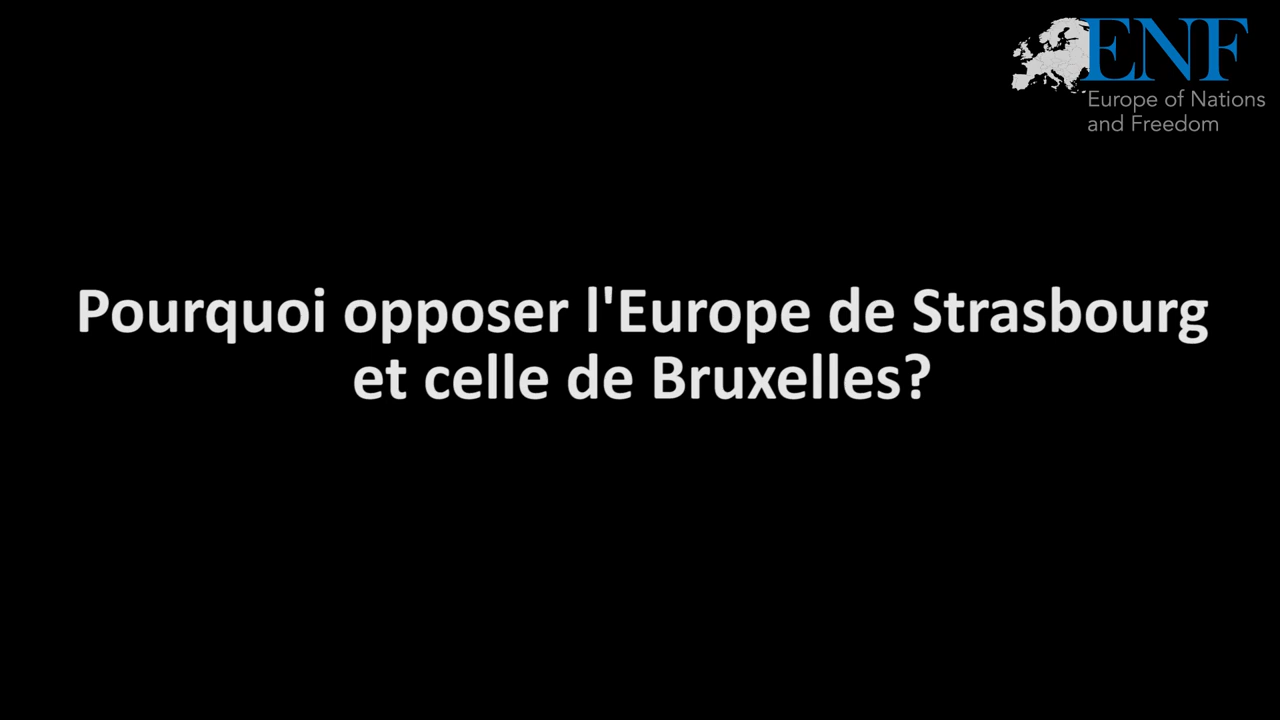 ENF
Europe of Nations
and Freedom
Pourquoi opposer l'Europe de Strasbourg
et celle de Bruxelles?